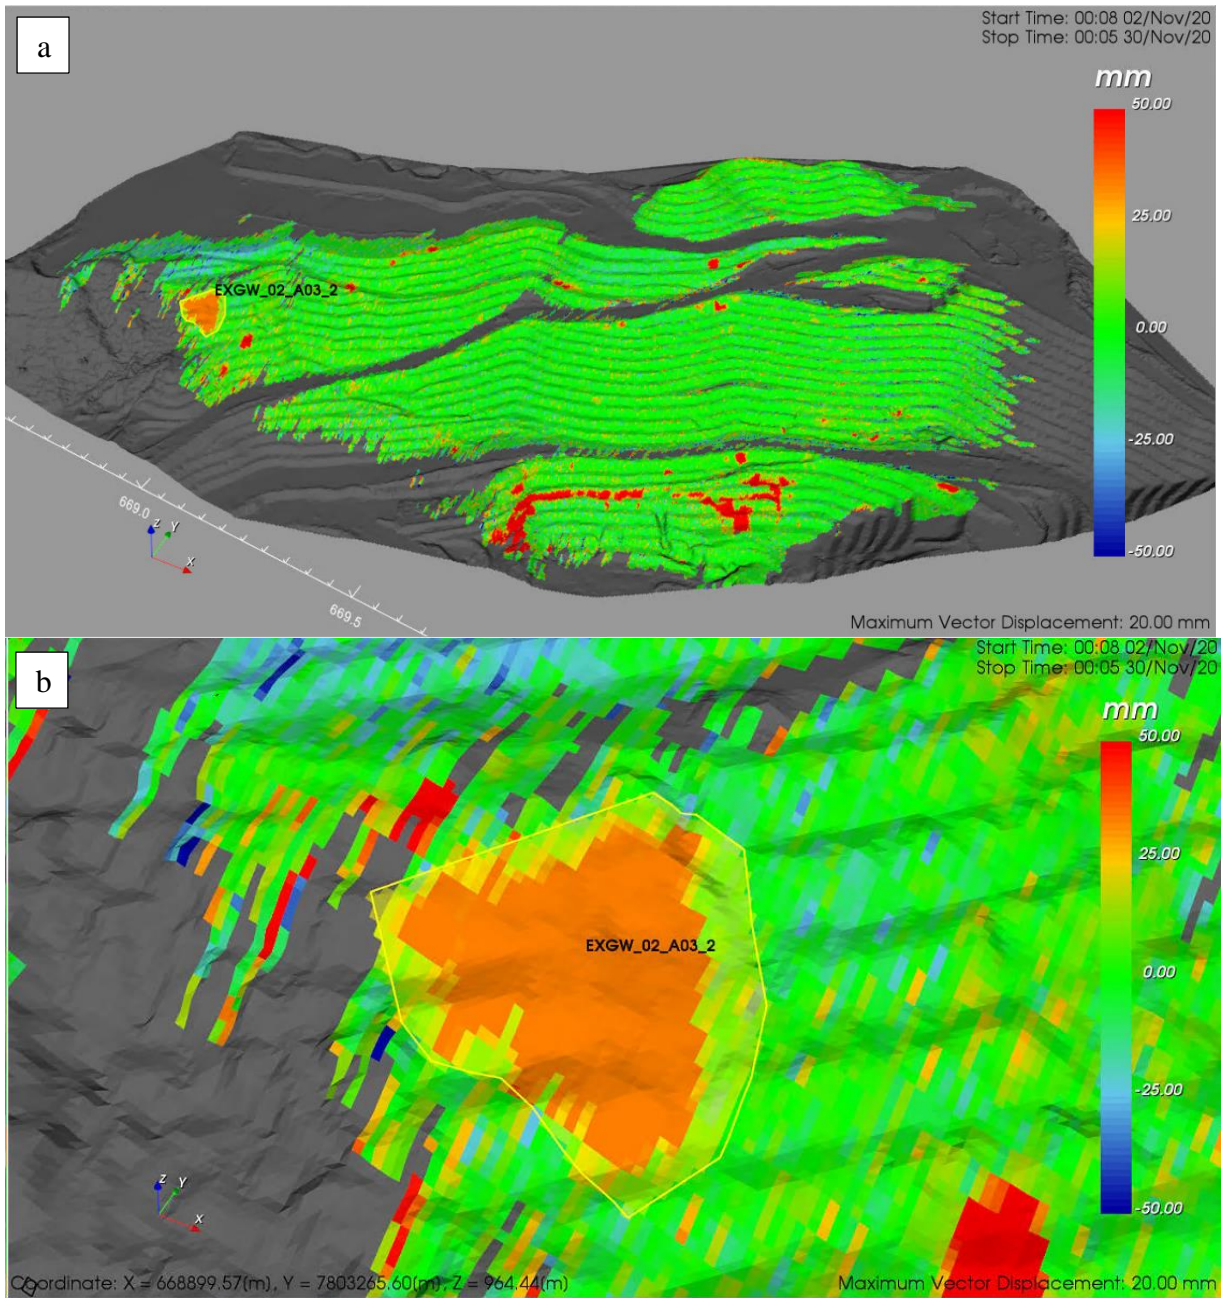 a
Start Time: 00:08 02/Nov/20
Stop Time: 00:05 30/Nov/20
mm
50.00
25.00
0.00
-25.00
-50.00
EXGW_02_A03_2
669.0
669.5
Z
Y
X
Maximum Vector Displacement: 20.00 mm
b
Start Time: 00:08 02/Nov/20
Stop Time: 00:05 30/Nov/20
mm
50.00
25.00
0.00
-25.00
-50.00
EXGW_02_A03_2
Z
Y
X
Coordinate: X = 668899.57(m), Y = 7803265.60(m), Z = 964.44(m)
Maximum Vector Displacement: 20.00 mm